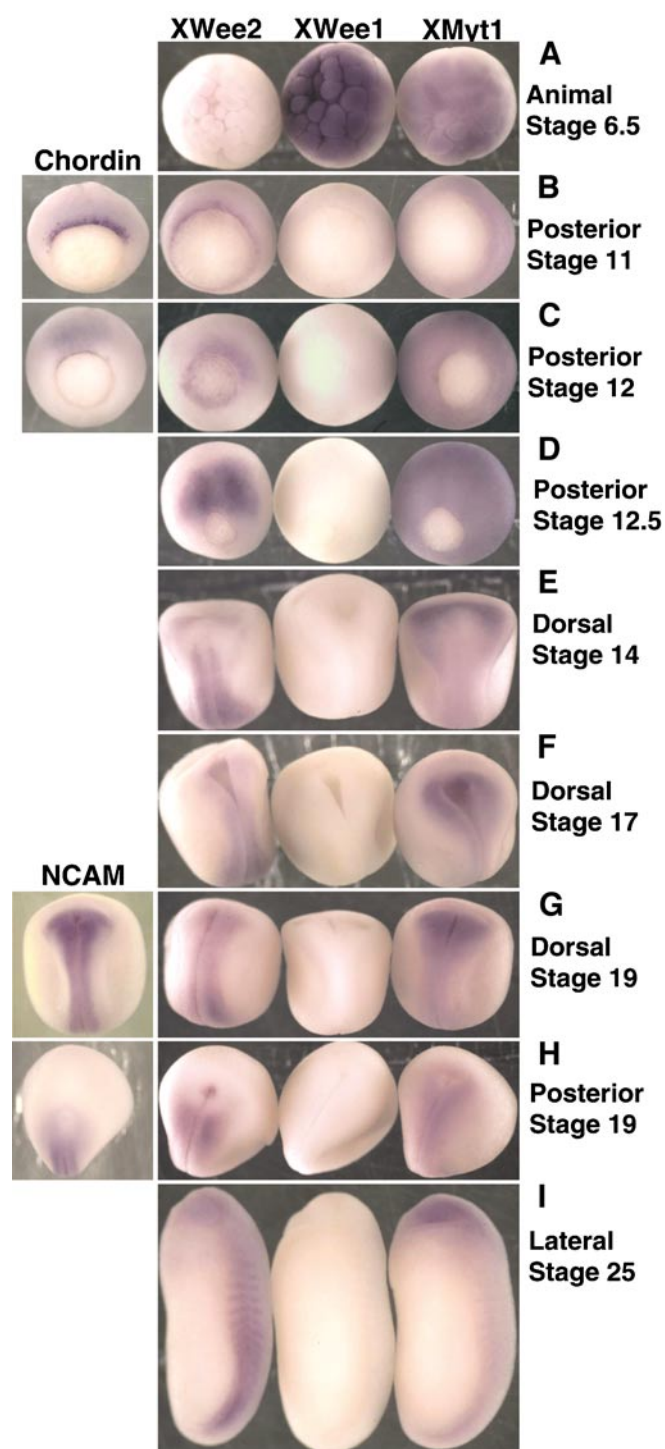 XWee2 XWee1 XMyt1
A
Animal
Stage 6.5
Chordin
B
Posterior
Stage 11
C
Posterior
Stage 12
D
Posterior
Stage 12.5
E
Dorsal
Stage 14
F
Dorsal
Stage 17
NCAM
G
Dorsal
Stage 19
H
Posterior
Stage 19
I
Lateral
Stage 25